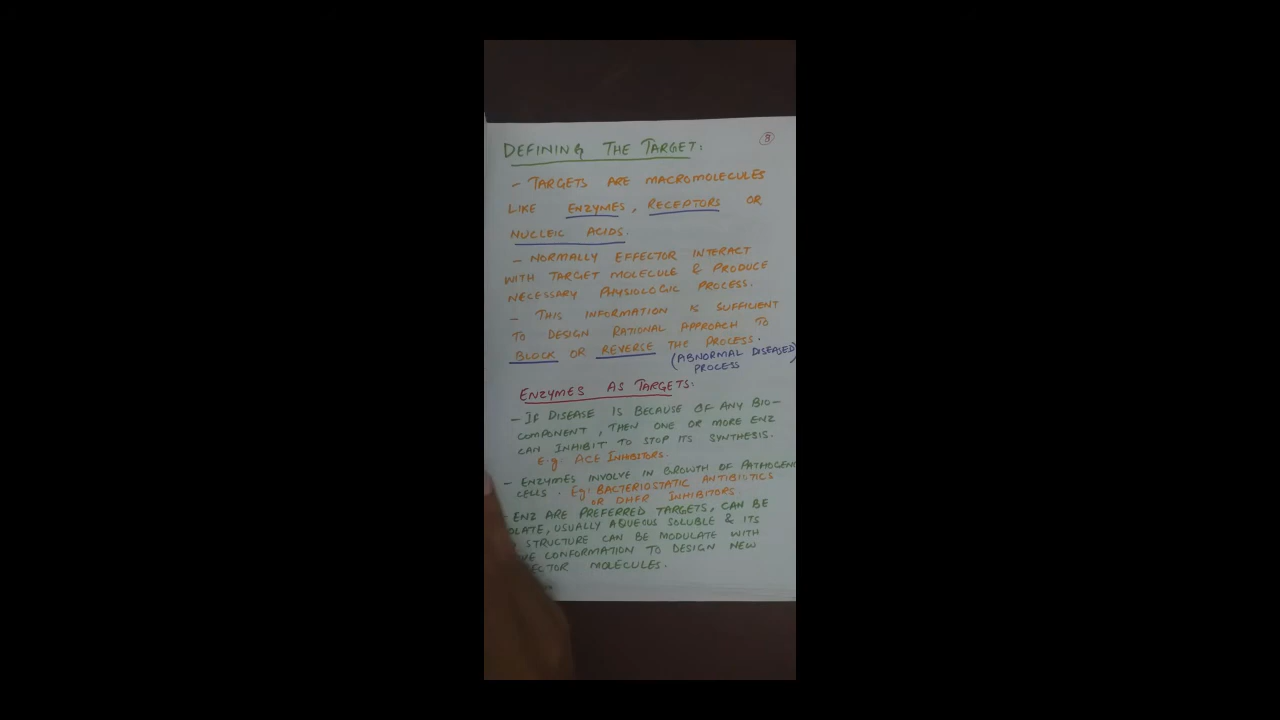 8
DEFINING THE TARGET:
- TARGETS ARE MACROMOLECULES
LIKE ENZYMES, RECEPTORS OR
NUCLEIC ACIDS.
- NORMALLY EFFECTOR INTERACT
WITH TARGET MOLECULE & PRODUCE
NECESSARY PHYSIOLOGIC PROCESS.
- THIS INFORMATION IS SUFFICIENT
TO DESIGN RATIONAL APPROACH TO
BLOCK OR REVERSE THE PROCESS.
(ABNORMAL DISEASED)
PROCESS
ENZYMES AS TARGETS:
- IF DISEASE IS BECAUSE OF ANY BIO-
COMPONENT, THEN ONE OR MORE ENZ
CAN INHIBIT TO STOP ITS SYNTHESIS.
E.g: ACE INHIBITORS.
- ENZYMES INVOLVE IN GROWTH OF PATHOGENIC
CELLS. Eg: BACTERIOSTATIC ANTIBIOTICS
OR DHFR INHIBITORS
ENZ ARE PREFERRED TARGETS, CAN BE
OLATE, USUALLY AQUEOUS SOLUBLE & ITS
STRUCTURE CAN BE MODULATE WITH
CONFORMATION TO DESIGN NEW
MOLECULES.